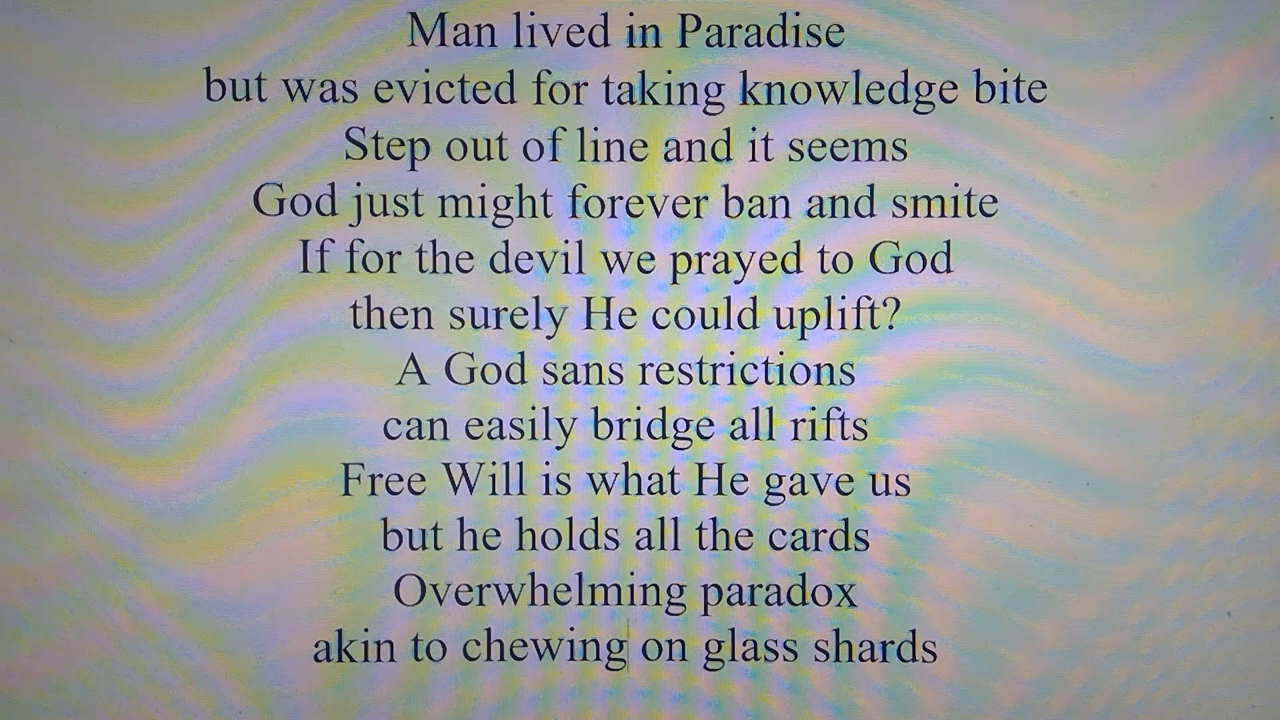 Man lived in Paradise
but was evicted for taking knowledge bite
Step out of line and it seems
God just might forever ban and smite
If for the devil we prayed to God
then surely He could uplift?
A God sans restrictions
can easily bridge all rifts
Free Will is what He gave us
but he holds all the cards
Overwhelming paradox
akin to chewing on glass shards